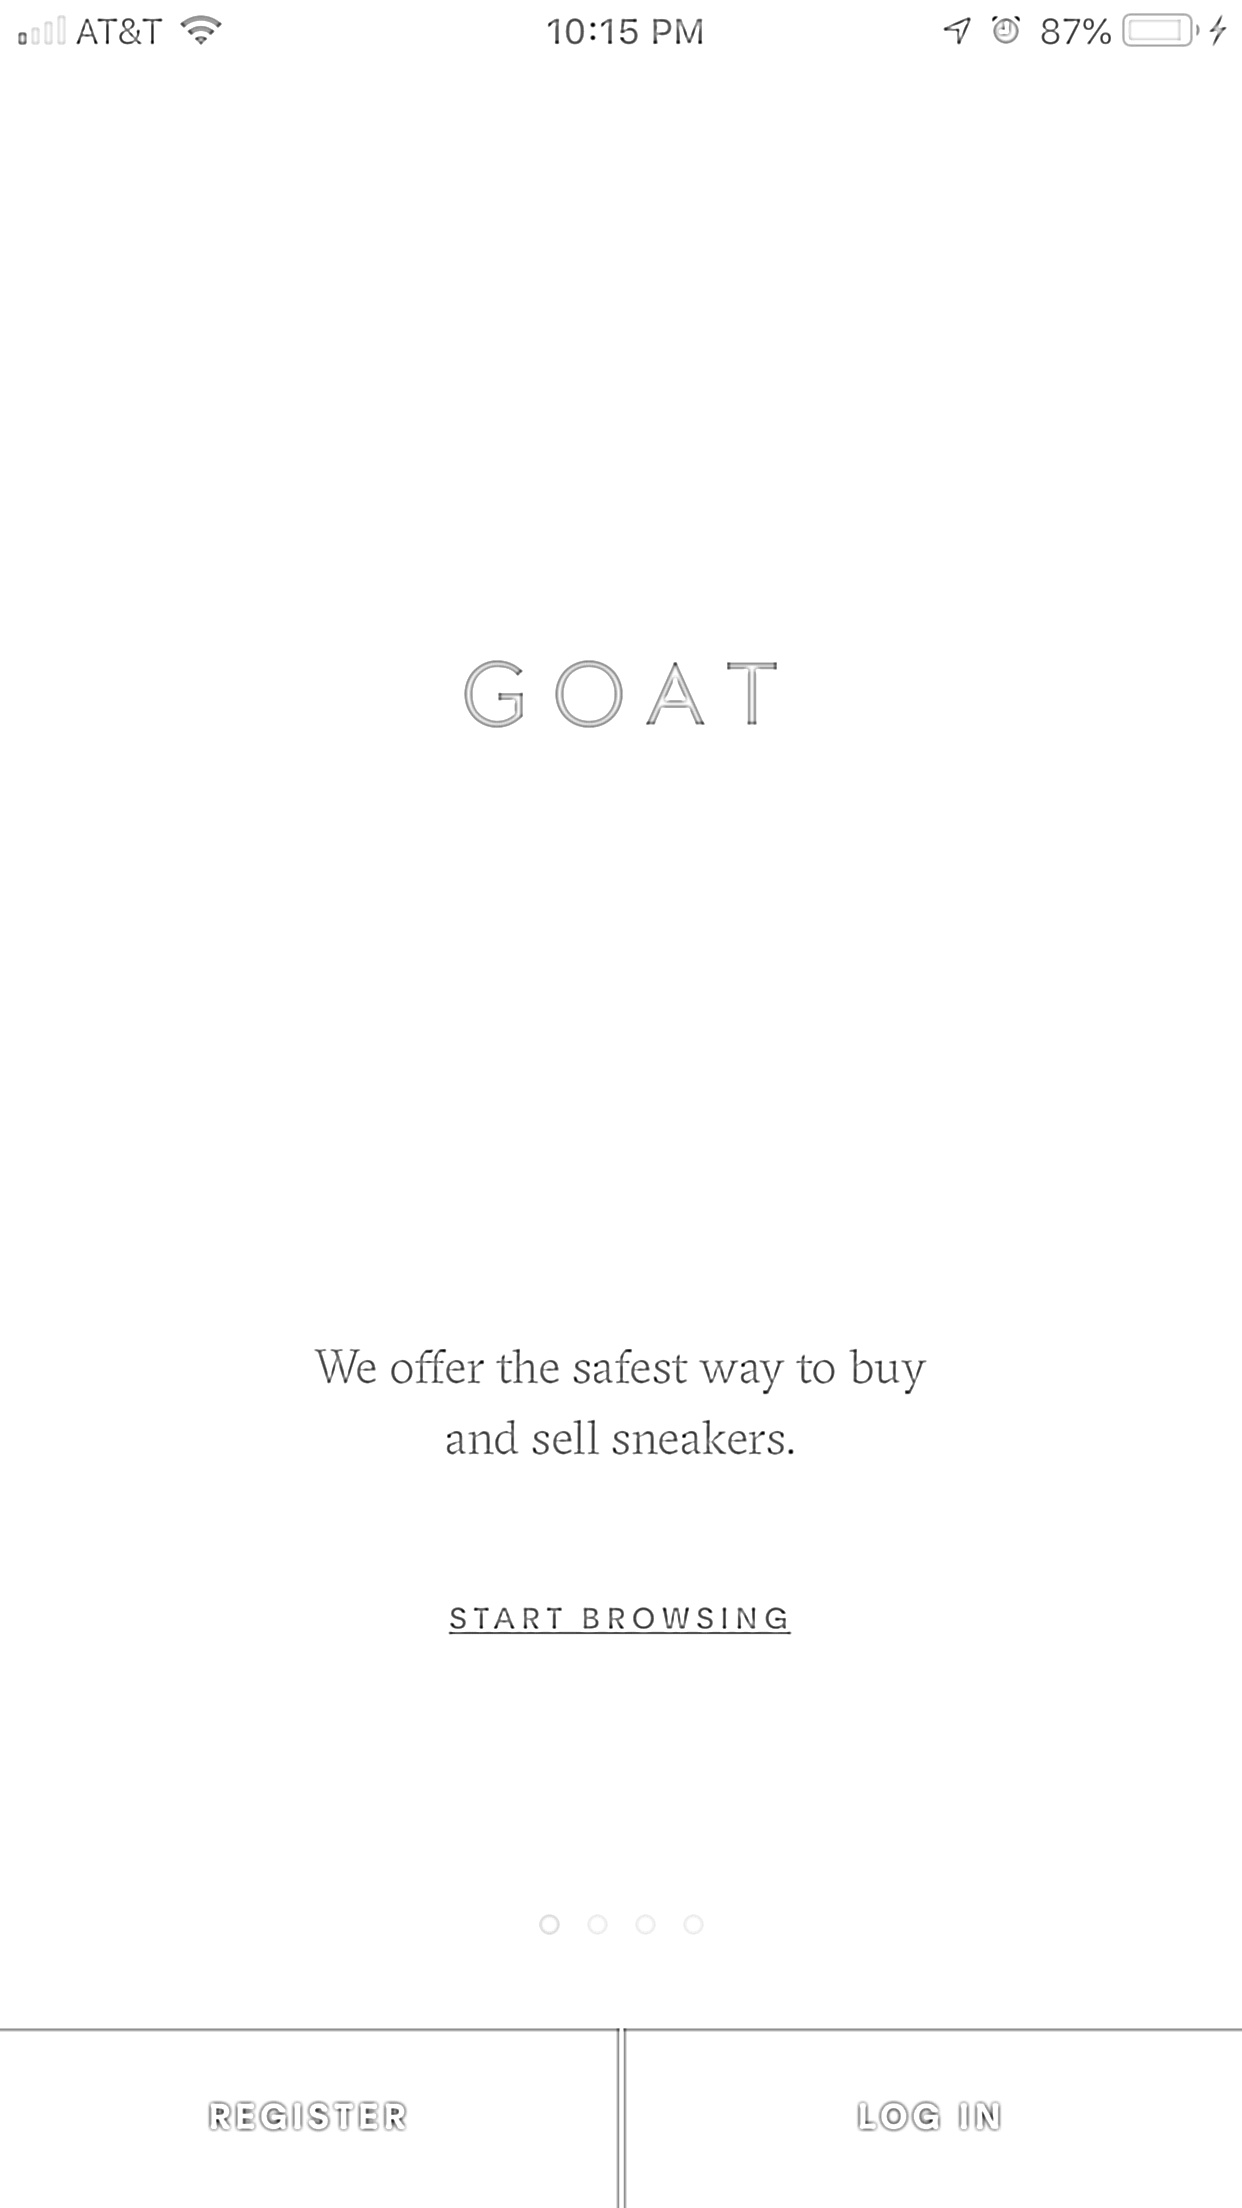 AT&T 10:15 PM 87%
GOAT
We offer the safest way to buy
and sell sneakers.
START BROWSING
REGISTER LOG IN